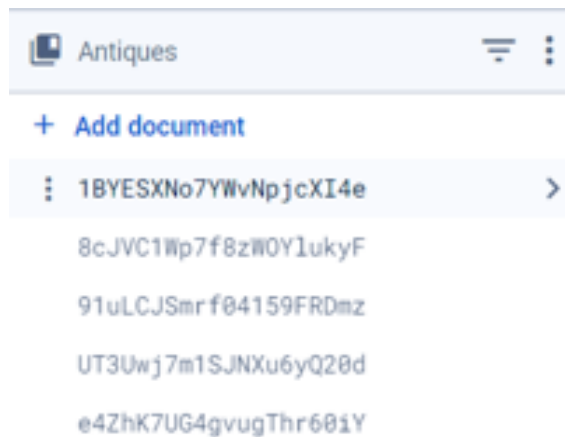 Antiques
+ Add document
1BYESXNo7YWvNpjcXI4e
8cJVC1Wp7f8zWOYlukyF
91uLCJSmrf04159FRDmz
UT3Uwj7m1SJNXu6yQ20d
e4ZhK7UG4gvugThr60iY